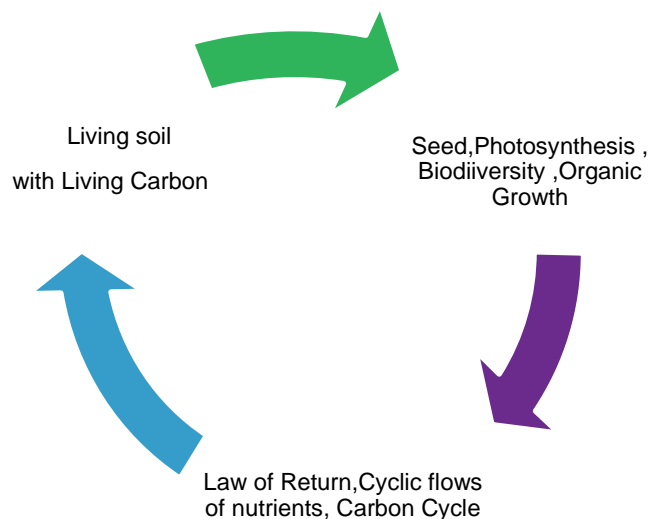 Living soil
with Living Carbon
Seed,Photosynthesis ,
Biodiiversity ,Organic
Growth
Law of Return,Cyclic flows
of nutrients, Carbon Cycle